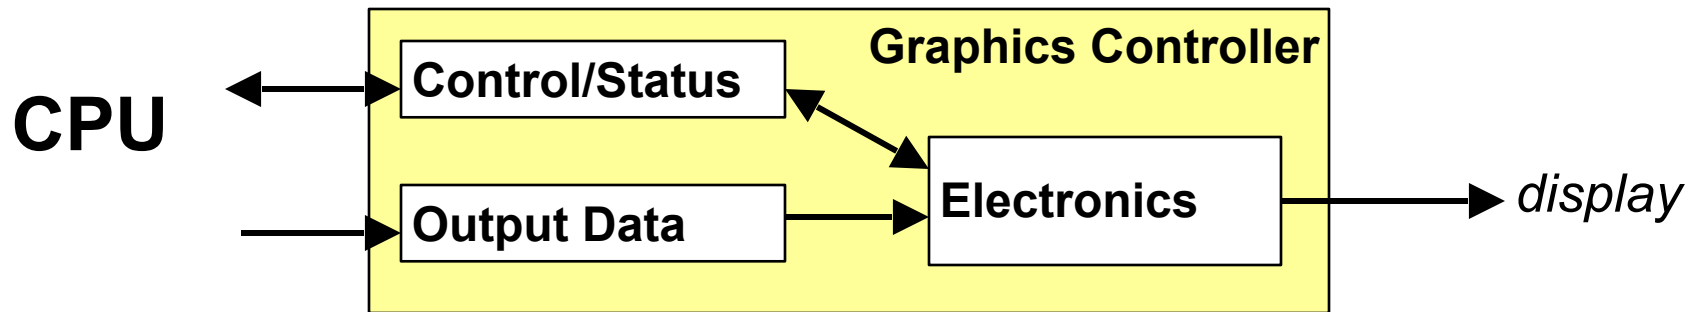 Graphics Controller
Control/Status
CPU
Output Data
Electronics
display